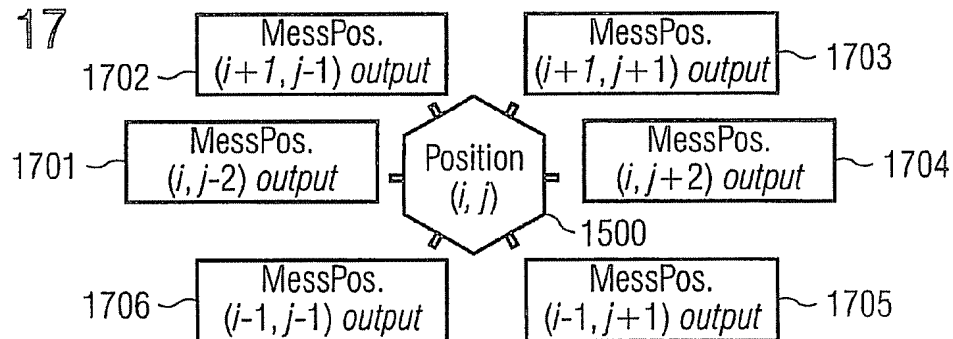 17
MessPos.
(i+1, j-1) output
1702
MessPos.
(i+1, j+1) output
1703
MessPos.
(i, j-2) output
1701
Position
(i, j)
MessPos.
(i, j+2) output
1704
1500
MessPos.
(i-1, j-1) output
1706
MessPos.
(i-1, j+1) output
1705